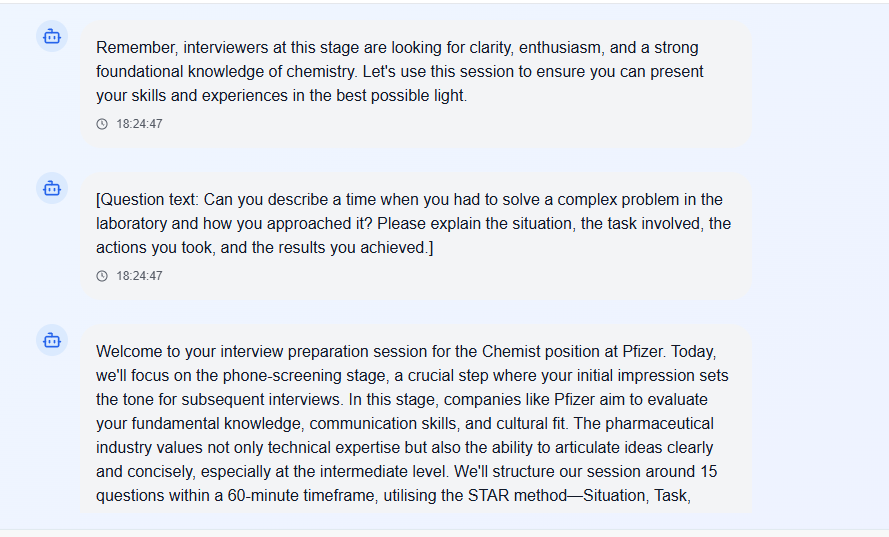 Remember, interviewers at this stage are looking for clarity, enthusiasm, and a strong
foundational knowledge of chemistry. Let's use this session to ensure you can present
your skills and experiences in the best possible light.
18:24:47
[Question text: Can you describe a time when you had to solve a complex problem in the
laboratory and how you approached it? Please explain the situation, the task involved, the
actions you took, and the results you achieved.]
18:24:47
Welcome to your interview preparation session for the Chemist position at Pfizer. Today,
we'll focus on the phone-screening stage, a crucial step where your initial impression sets
the tone for subsequent interviews. In this stage, companies like Pfizer aim to evaluate
your fundamental knowledge, communication skills, and cultural fit. The pharmaceutical
industry values not only technical expertise but also the ability to articulate ideas clearly
and concisely, especially at the intermediate level. We'll structure our session around 15
questions within a 60-minute timeframe, utilising the STAR method—Situation, Task,